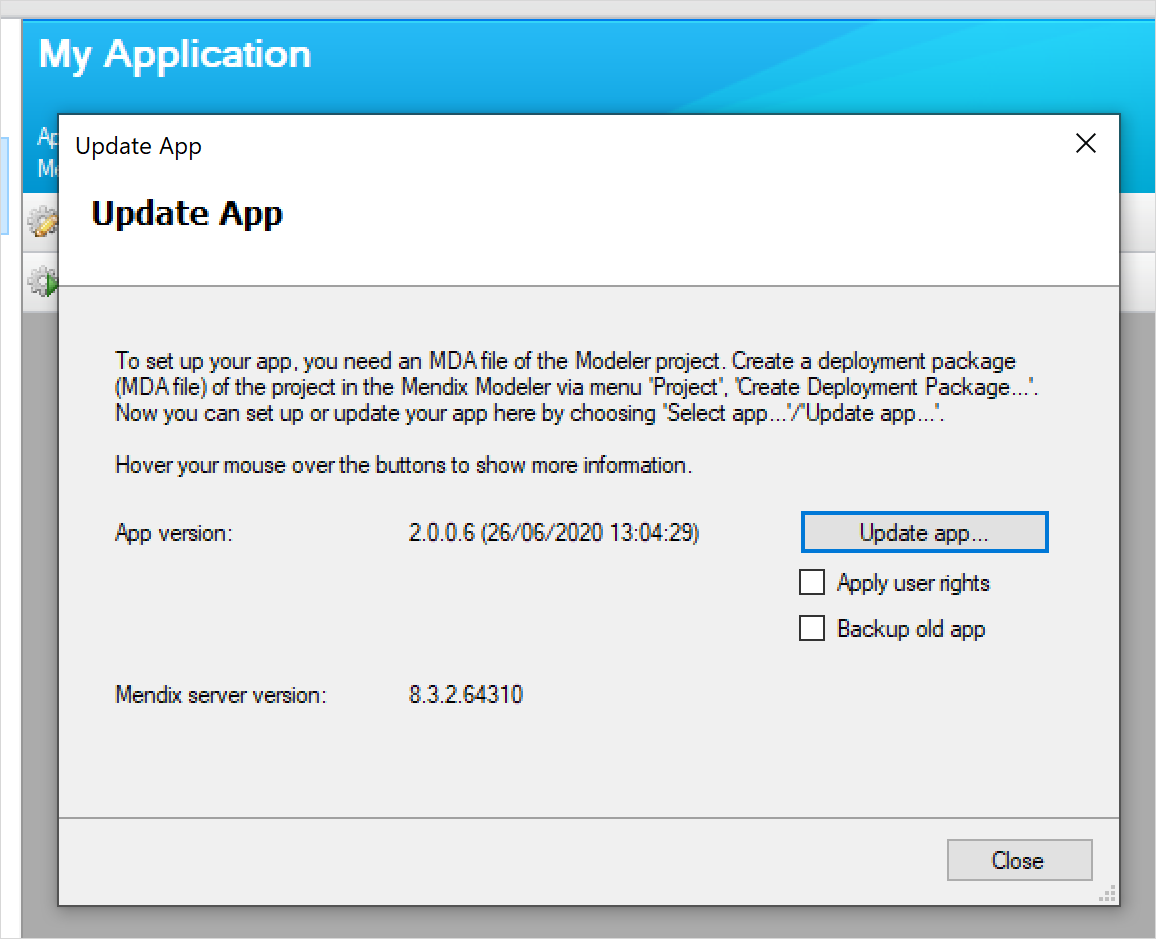 My Application
Update App
Update App
To set up your app, you need an MDA file of the Modeler project. Create a deployment package
(MDA file) of the project in the Mendix Modeler via menu 'Project', 'Create Deployment Package...'.
Now you can set up or update your app here by choosing 'Select app...'/'Update app...'.
Hover your mouse over the buttons to show more information.
App version: 2.0.0.6 (26/06/2020 13:04:29) Update app...
Apply user rights
Backup old app
Mendix server version: 8.3.2.64310
Close